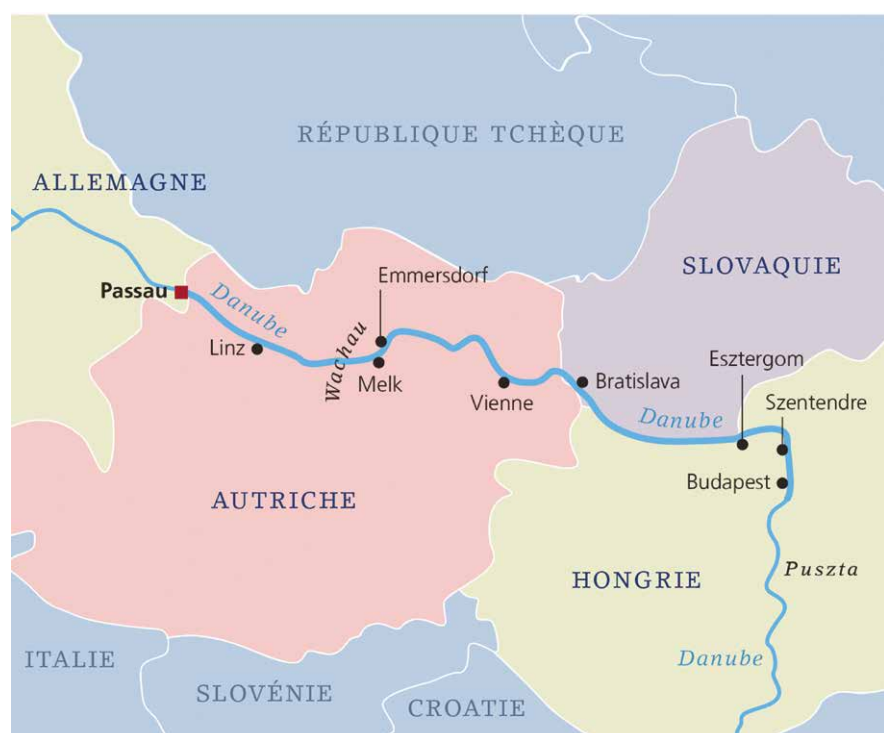 RÉPUBLIQUE TCHÈQUE
ALLEMAGNE
SLOVAQUIE
Emmersdorf
Passau
Danube
Wachau
Linz
Melk
Vienne
Bratislava
Esztergom
Szentendre
Danube
Budapest
AUTRICHE
HONGRIE
Puszta
Danube
ITALIE
SLOVÉNIE
CROATIE